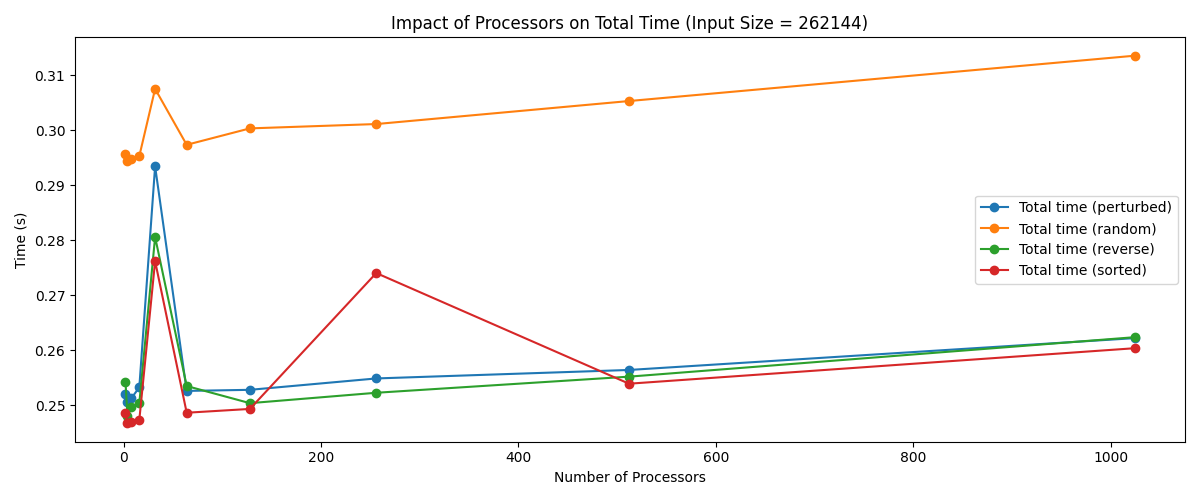 Impact of Processors on Total Time (Input Size = 262144)
Time (s)
0.31
0.30
0.29
0.28
0.27
0.26
0.25
Total time (perturbed)
Total time (random)
Total time (reverse)
Total time (sorted)
0 200 400 600 800 1000
Number of Processors